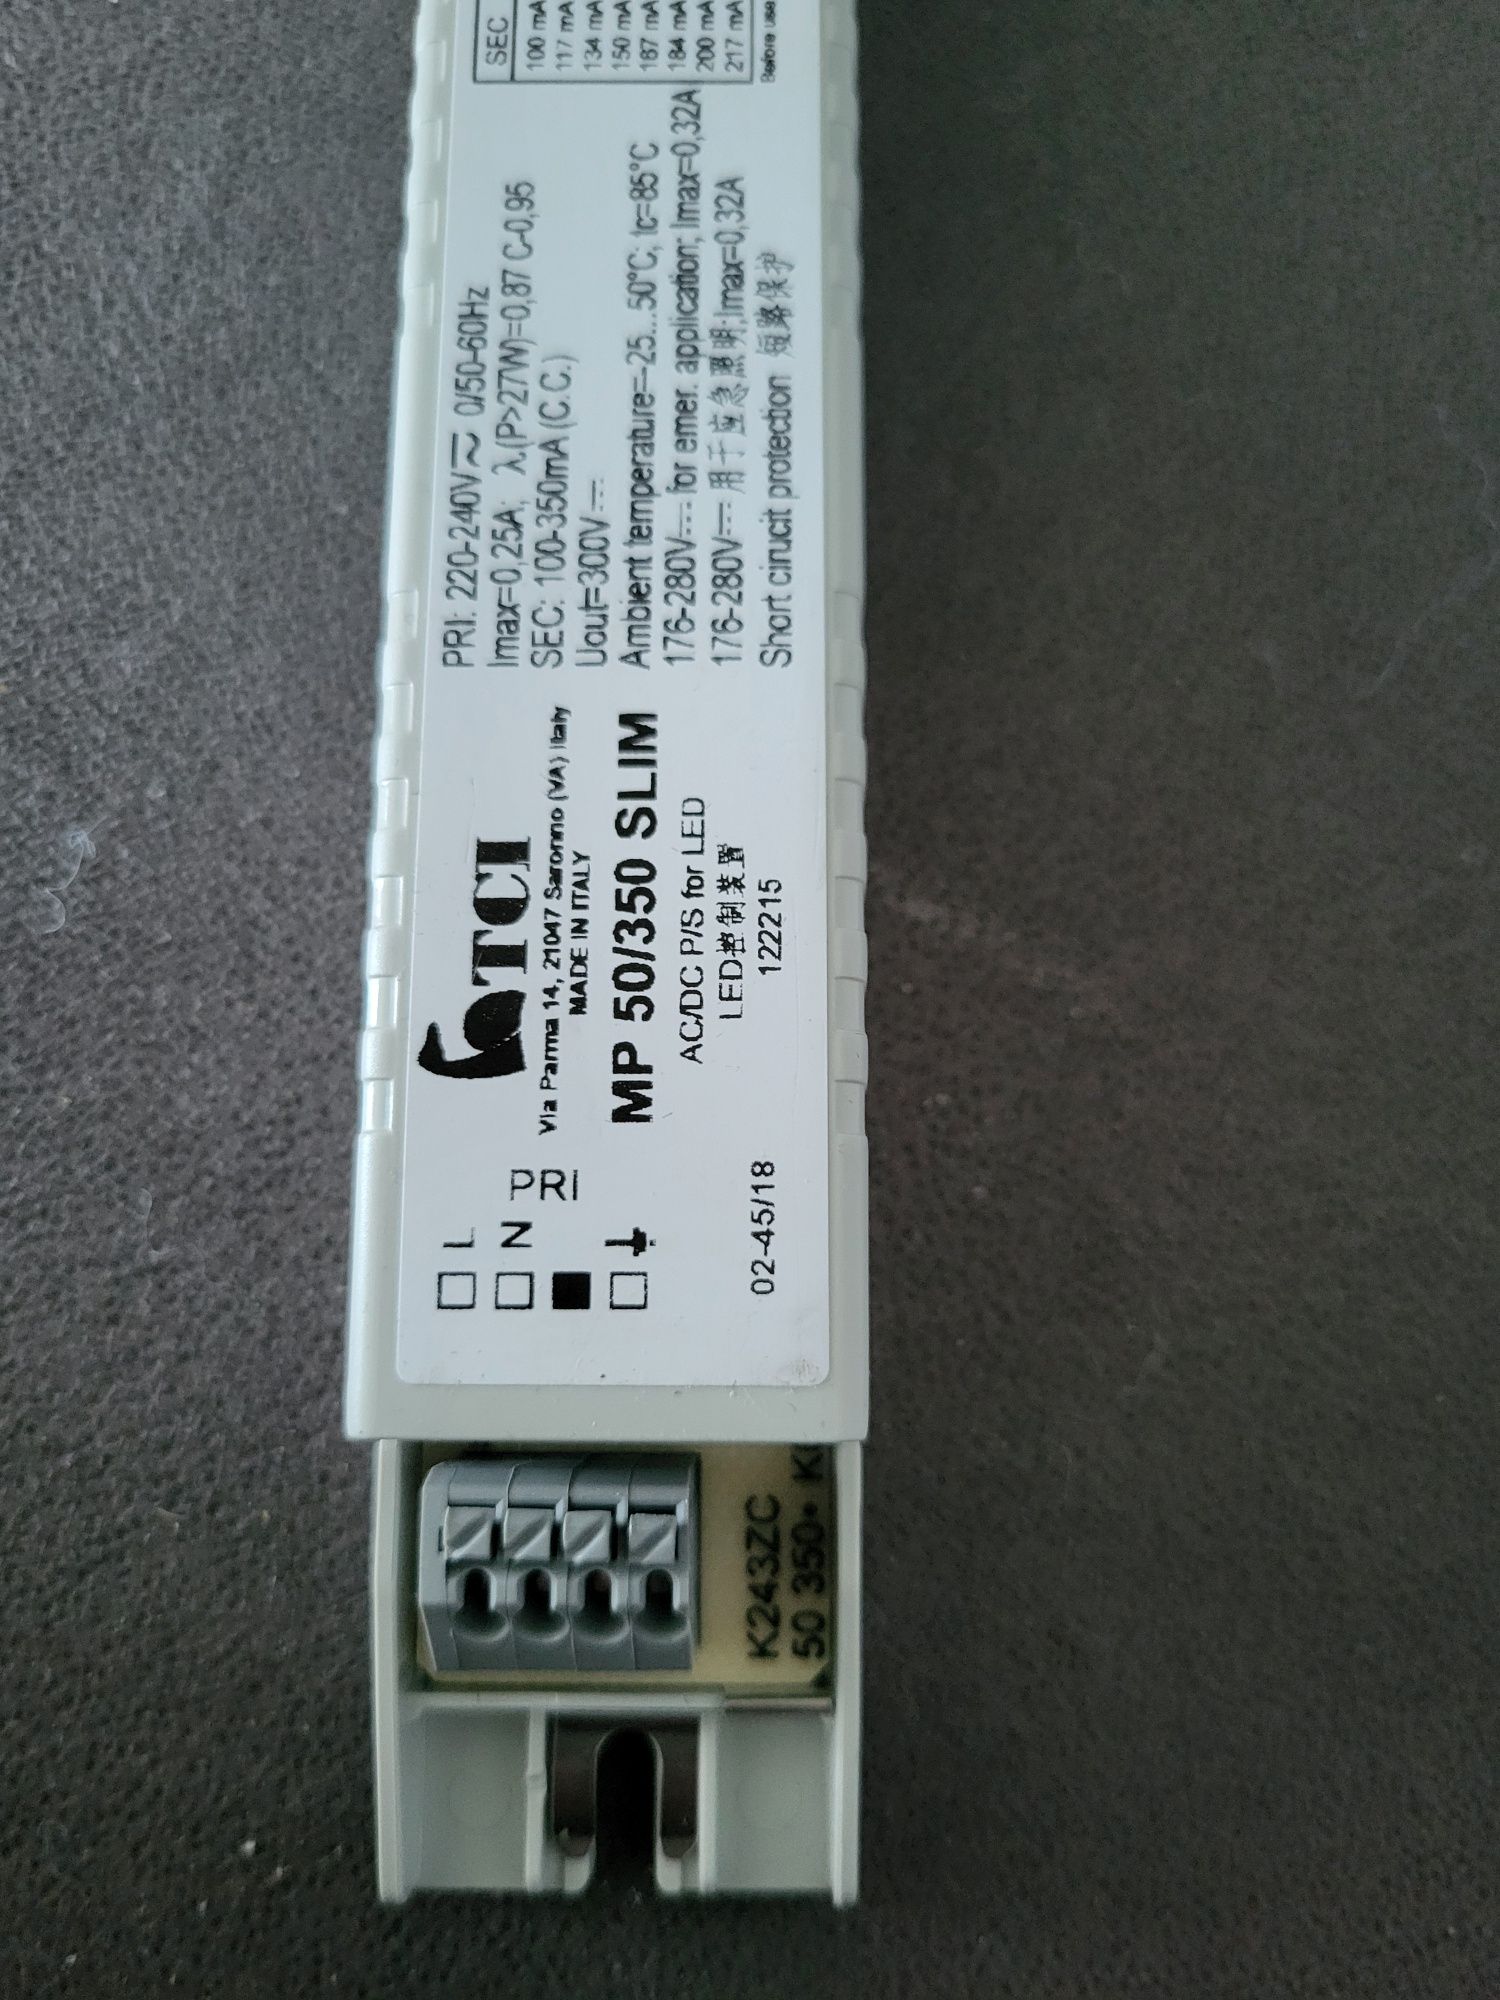 L
N
PRI
02-45/18
TCI
Via Parma 14, 21047 Saronno (VA) Italy
MADE IN ITALY
MP 50/350 SLIM
AC/DC P/S for LED
LED控制装置
122215
PRI: 220-240V 0/50-60Hz
Imax=0,25A; λ(P>27W)=0,87 C-0,95
SEC: 100-350mA (C.C.)
Uout=300V
Ambient temperature=-25...50°C; tc=85°C
176-280V for emer. application; Imax=0,32A
176-280V 用于应急照明;Imax=0,32A
Short cirucit protection 短路保护
SEC
100 mA
117 mA
134 mA
150 mA
167 mA
184 mA
200 mA
217 mA
Before use
K243ZC
50 350